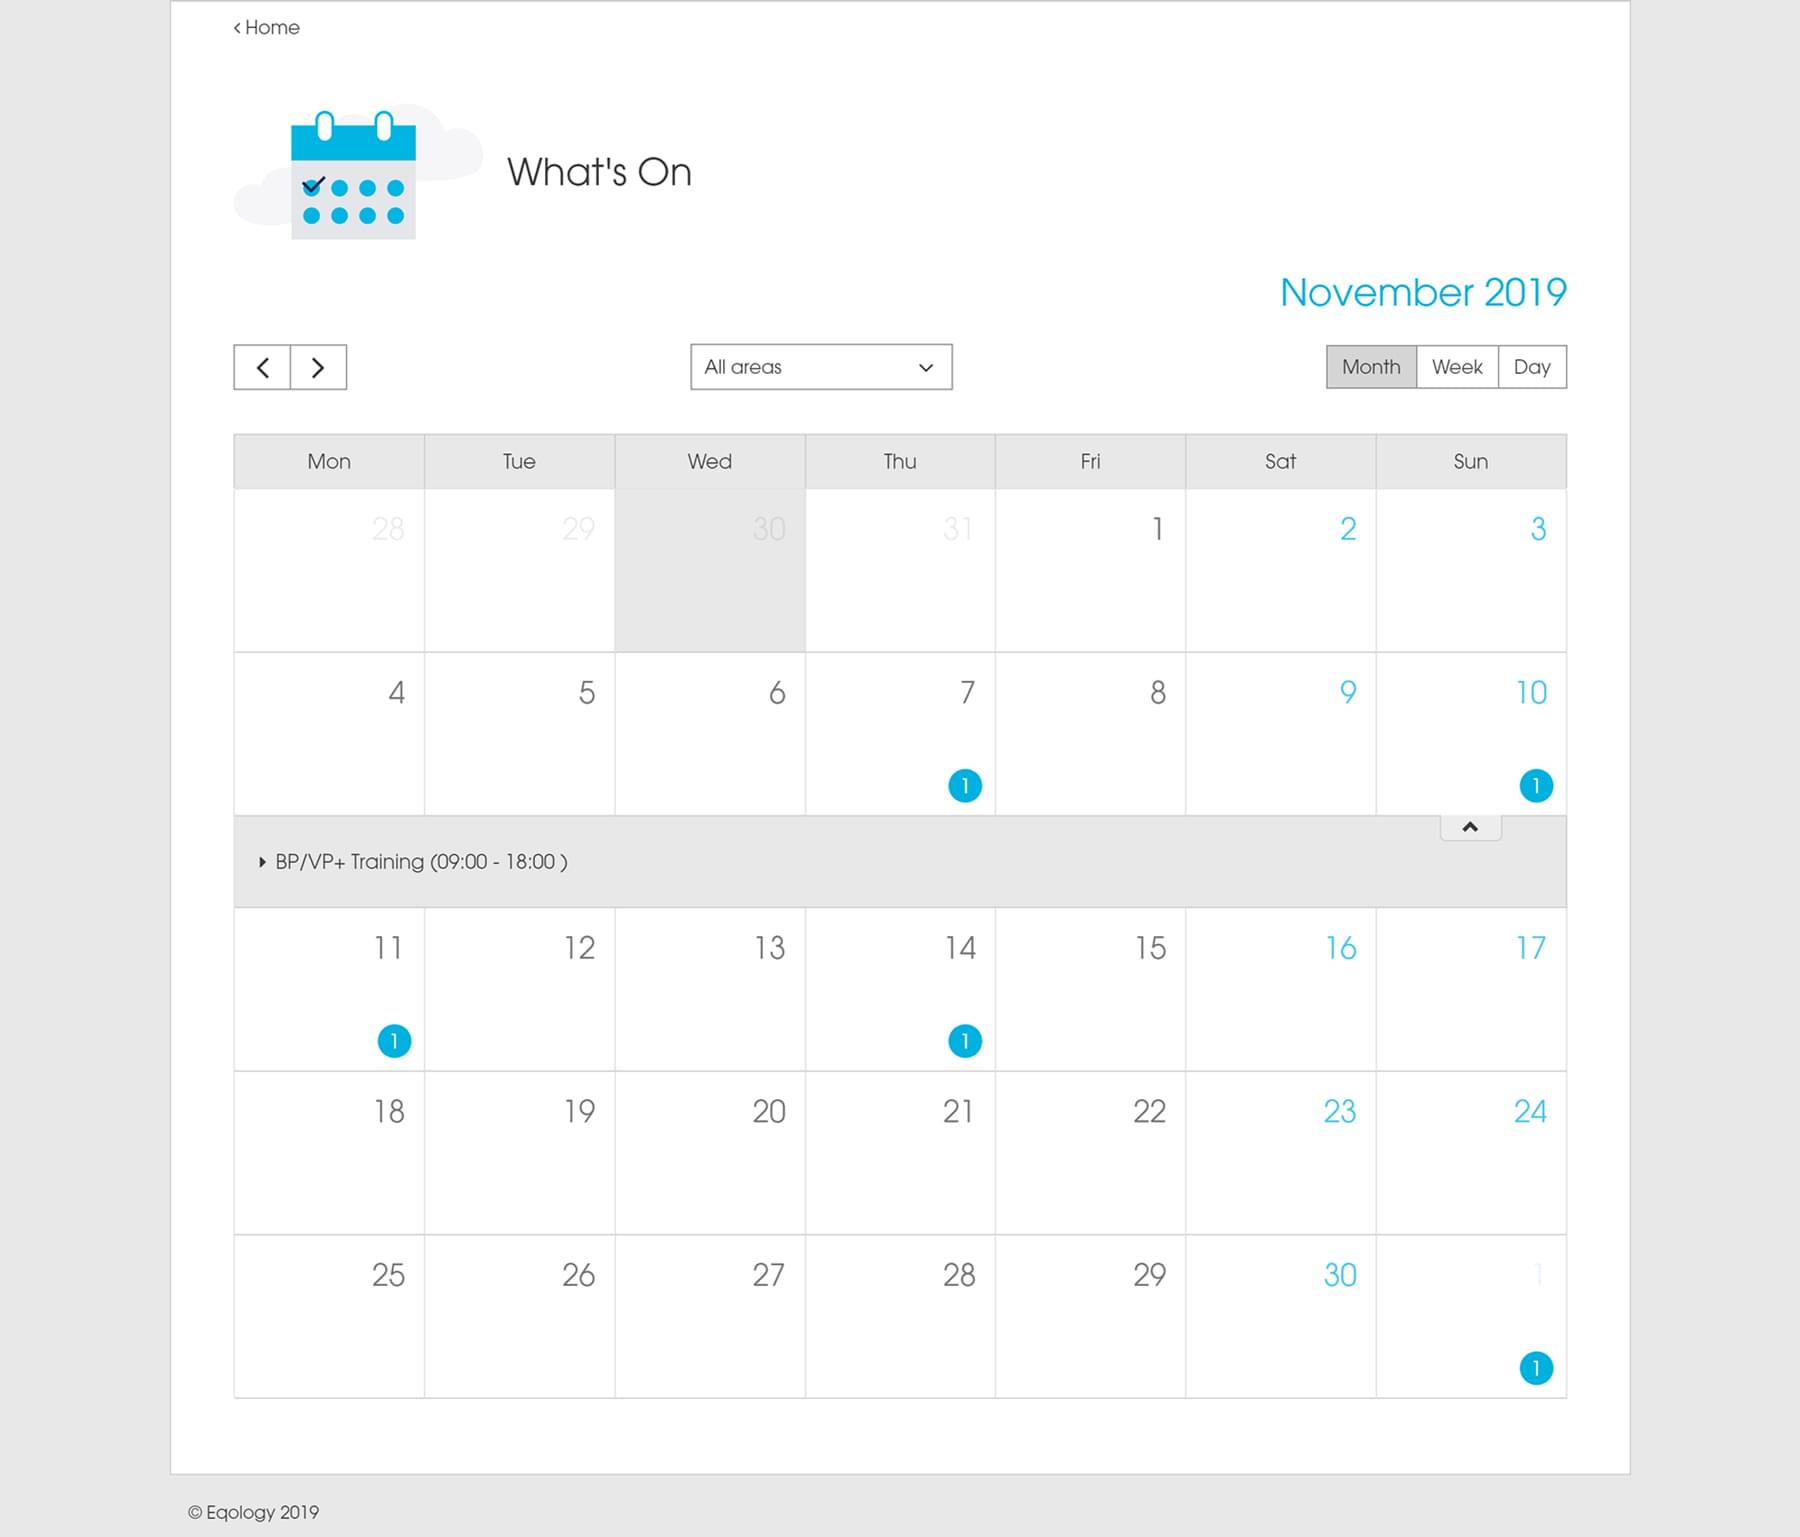 Home
What's On
November 2019
All areas
Month Week Day
Mon Tue Wed Thu Fri Sat Sun
28 29 30 31 1 2 3
4 5 6 7 8 9 10
1 1
BP/VP+ Training (09:00 - 18:00 )
11 12 13 14 15 16 17
1 1
18 19 20 21 22 23 24
25 26 27 28 29 30 1
1
© Eqology 2019